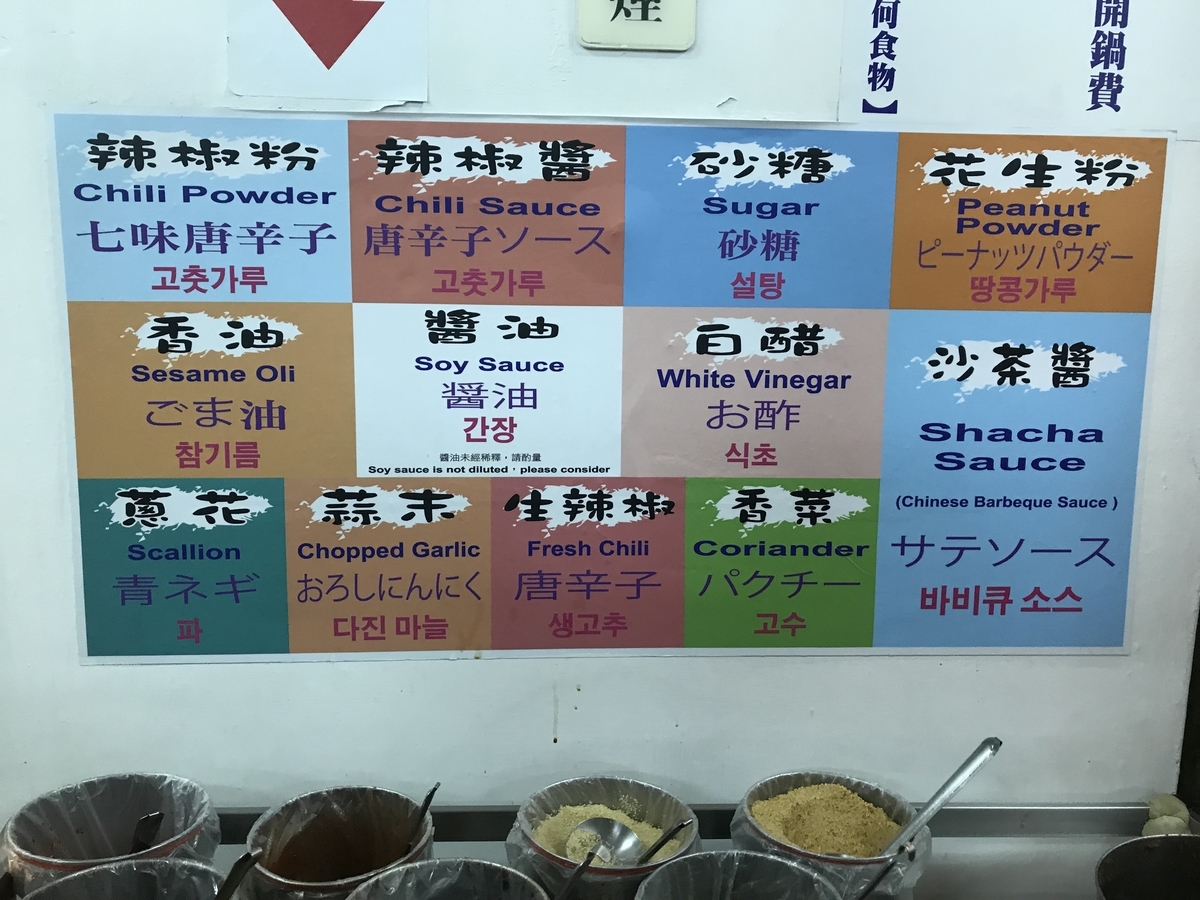 煙
何食物】
開鍋費
辣椒粉
Chili Powder
七味唐辛子
고춧가루
辣椒醬
Chili Sauce
唐辛子ソース
고춧가루
砂糖
Sugar
砂糖
설탕
花生粉
Peanut
Powder
ピーナッツパウダー
땅콩가루
香油
Sesame Oli
ごま油
참기름
醬油
Soy Sauce
醤油
간장
醬油未經稀釋，請酌量
Soy sauce is not diluted，please consider
白醋
White Vinegar
お酢
식초
沙茶醬
Shacha
Sauce
(Chinese Barbeque Sauce )
サテソース
바비큐 소스
蔥花
Scallion
青ネギ
파
蒜末
Chopped Garlic
おろしにんにく
다진 마늘
生辣椒
Fresh Chili
唐辛子
생고추
香菜
Coriander
パクチー
고수